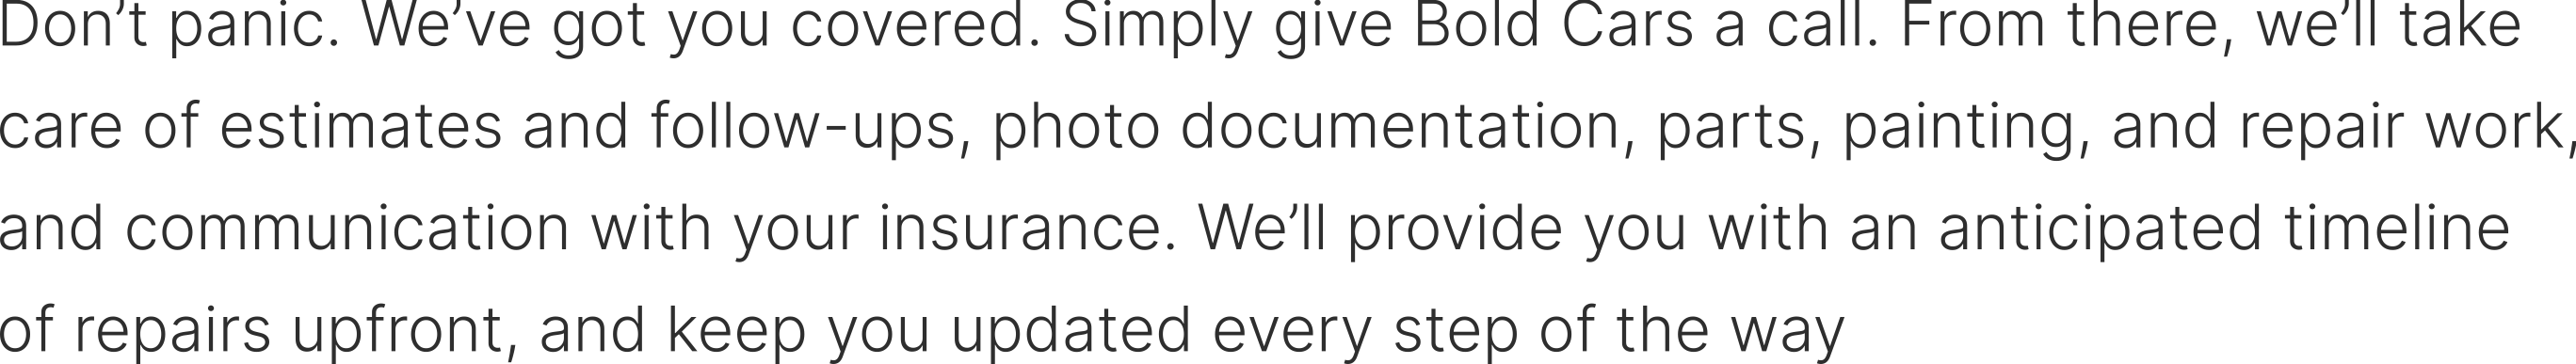 Don’t panic. We’ve got you covered. Simply give Bold Cars a call. From there, we’ll take
care of estimates and follow-ups, photo documentation, parts, painting, and repair work,
and communication with your insurance. We’ll provide you with an anticipated timeline
of repairs upfront, and keep you updated every step of the way